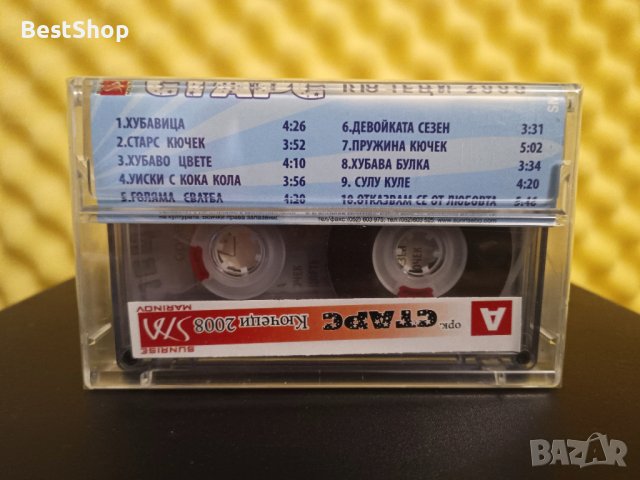 BestShop
СТАРС
1.ХУБАВИЦА 4:26
2.СТАРС КЮЧЕК 3:52
3.ХУБАВО ЦВЕТЕ 4:10
4.УИСКИ С КОКА КОЛА 3:56
5.ГОЛЯМА СВАТБА 4:20
6.ДЕВОЙКАТА СЕЗЕН 3:31
7.ПРУЖИНА КЮЧЕК 5:02
8.ХУБАВА БУЛКА 3:34
9. СУЛУ КУЛЕ 4:20
10.ОТКАЗВАМ СЕ ОТ ЛЮБОВТА
A
орк. СТАРС Кючеци 2008
SM
SUNRISE
MARINOV
BAZAR